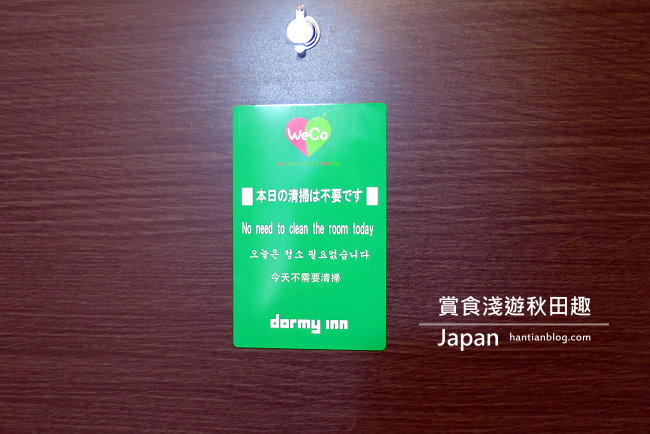 WeCo
本日の清掃は不要です
No need to clean the room today
오늘은 청소 필요없습니다
今天不需要清掃
dormy inn
賞食淺遊秋田趣
Japan hantianblog.com